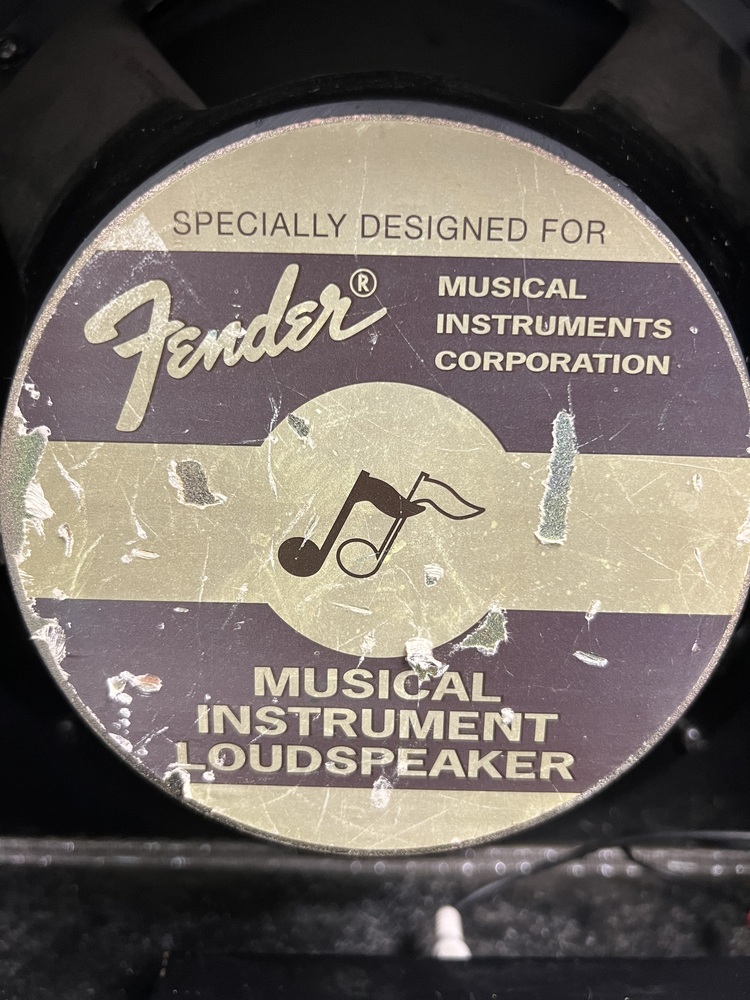 SPECIALLY DESIGNED FOR
Fender®
MUSICAL
INSTRUMENTS
CORPORATION
MUSICAL
INSTRUMENT
LOUDSPEAKER